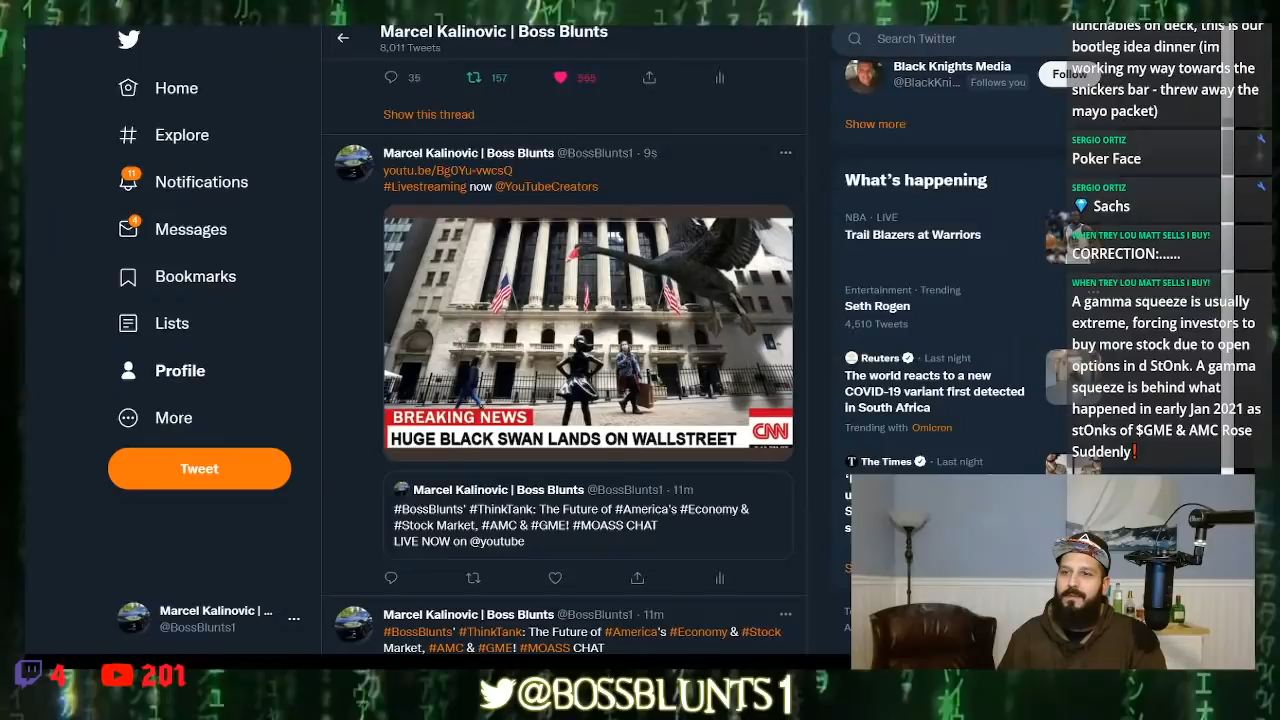 Home
Explore
11
Notifications
4
Messages
Bookmarks
Lists
Profile
More
Tweet
Marcel Kalinovic | ...
@BossBlunts1
Marcel Kalinovic | Boss Blunts
8,011 Tweets
35
157
565
Show this thread
Marcel Kalinovic | Boss Blunts @BossBlunts1 · 9s
youtu.be/Bg0Yu-vwcsQ
#Livestreaming now @YouTubeCreators
BREAKING NEWS
HUGE BLACK SWAN LANDS ON WALLSTREET
CNN
Marcel Kalinovic | Boss Blunts @BossBlunts1 · 11m
#BossBlunts' #ThinkTank: The Future of #America's #Economy &
#Stock Market, #AMC & #GME! #MOASS CHAT
LIVE NOW on @youtube
Marcel Kalinovic | Boss Blunts @BossBlunts1 · 11m
#BossBlunts' #ThinkTank: The Future of #America's #Economy & #Stock
Market, #AMC & #GME! #MOASS CHAT
Search Twitter
Black Knights Media
@BlackKni... Follows you
Follow
Show more
What's happening
NBA · LIVE
Trail Blazers at Warriors
Entertainment · Trending
Seth Rogen
4,510 Tweets
Reuters · Last night
The world reacts to a new
COVID-19 variant first detected
in South Africa
Trending with Omicron
The Times · Last night
lunchables on deck, this is our
bootleg idea dinner (im
working my way towards the
snickers bar - threw away the
mayo packet)
SERGIO ORTIZ
Poker Face
SERGIO ORTIZ
💎 Sachs
WHEN TREY LOU MATT SELLS I BUY!
CORRECTION:......
WHEN TREY LOU MATT SELLS I BUY!
A gamma squeeze is usually
extreme, forcing investors to
buy more stock due to open
options in d StOnk. A gamma
squeeze is behind what
happened in early Jan 2021 as
stOnks of $GME & AMC Rose
Suddenly❗
4
201
@BOSSBLUNTS1